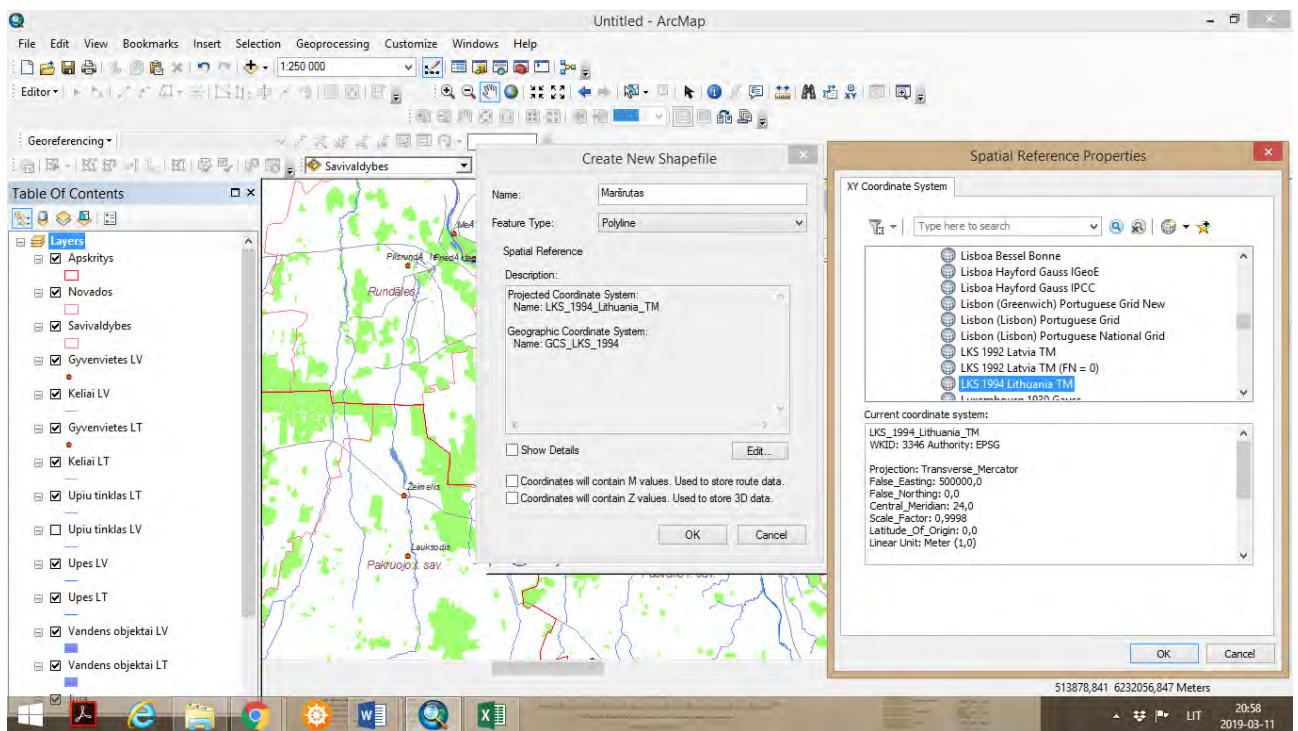 Untitled - ArcMap
File Edit View Bookmarks Insert Selection Geoprocessing Customize Windows Help
1:250 000
Editor
Georeferencing
Savivaldybes
Table Of Contents
Layers
Apskritys
Novados
Savivaldybes
Gyvenvietes LV
Keliai LV
Gyvenvietes LT
Keliai LT
Upiu tinklas LT
Upiu tinklas LV
Upes LV
Upes LT
Vandens objektai LV
Vandens objektai LT
Rundāles
Žeimelis
Lauksodis
Pakruojo r. sav.
Create New Shapefile
Name: Maršrutas
Feature Type: Polyline
Spatial Reference
Description:
Projected Coordinate System:
Name: LKS_1994_Lithuania_TM
Geographic Coordinate System:
Name: GCS_LKS_1994
Show Details
Edit...
Coordinates will contain M values. Used to store route data.
Coordinates will contain Z values. Used to store 3D data.
OK Cancel
Spatial Reference Properties
XY Coordinate System
Type here to search
Lisboa Bessel Bonne
Lisboa Hayford Gauss IGeoE
Lisboa Hayford Gauss IPCC
Lisbon (Greenwich) Portuguese Grid New
Lisbon (Lisbon) Portuguese Grid
Lisbon (Lisbon) Portuguese National Grid
LKS 1992 Latvia TM
LKS 1992 Latvia TM (FN = 0)
LKS 1994 Lithuania TM
Luxembourg 1930 Gauss
Current coordinate system:
LKS_1994_Lithuania_TM
WKID: 3346 Authority: EPSG
Projection: Transverse_Mercator
False_Easting: 500000,0
False_Northing: 0,0
Central_Meridian: 24,0
Scale_Factor: 0,9998
Latitude_Of_Origin: 0,0
Linear Unit: Meter (1,0)
OK Cancel
513878,841 6232056,847 Meters
LIT
20:58
2019-03-11